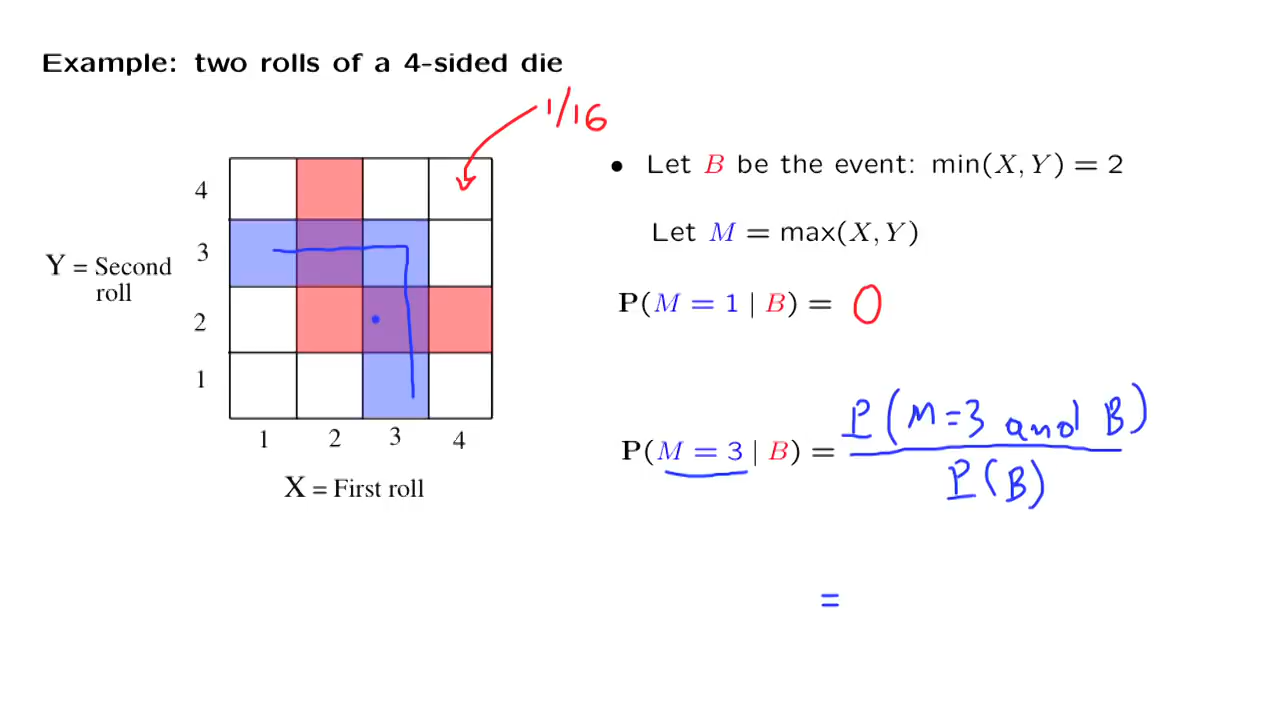 Example: two rolls of a 4-sided die
1/16
4
3
2
1
Y = Second
roll
1 2 3 4
X = First roll
• Let B be the event: min(X, Y) = 2
Let M = max(X, Y)
P(M = 1 | B) = 0
P(M = 3 | B) = P(M=3 and B)
P(B)
=